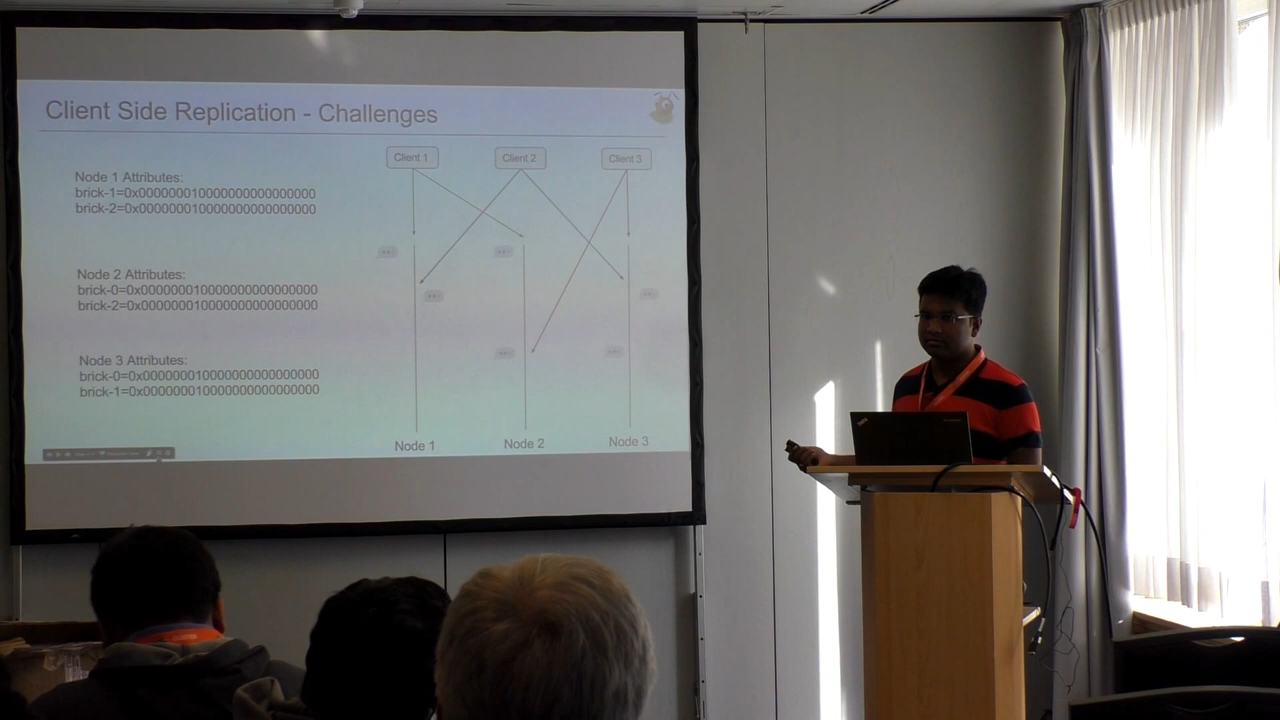 Client Side Replication - Challenges
Client 1
Client 2
Client 3
Node 1 Attributes:
brick-1=0x000000010000000000000000
brick-2=0x000000010000000000000000
Node 2 Attributes:
brick-0=0x000000010000000000000000
brick-2=0x000000010000000000000000
Node 3 Attributes:
brick-0=0x000000010000000000000000
brick-1=0x000000010000000000000000
Node 1
Node 2
Node 3